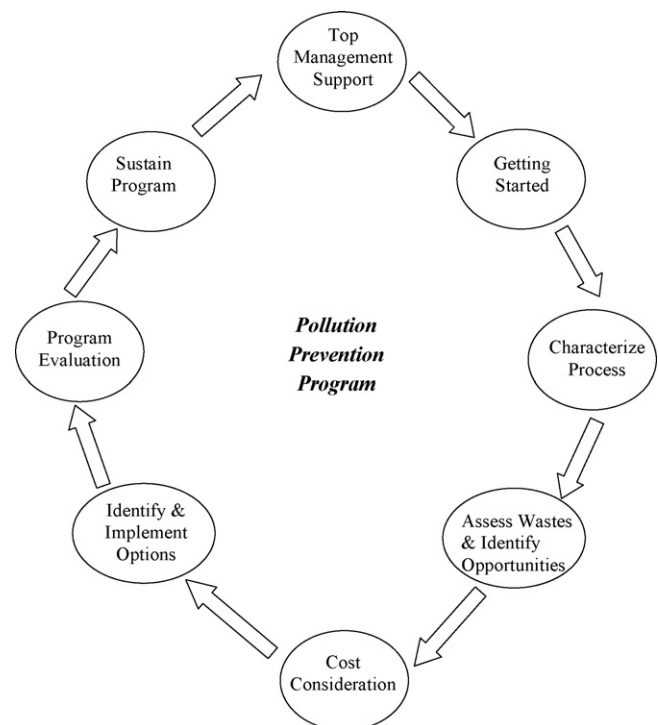 Top
Management
Support
Getting
Started
Characterize
Process
Assess Wastes
& Identify
Opportunities
Cost
Consideration
Identify &
Implement
Options
Program
Evaluation
Sustain
Program
Pollution
Prevention
Program